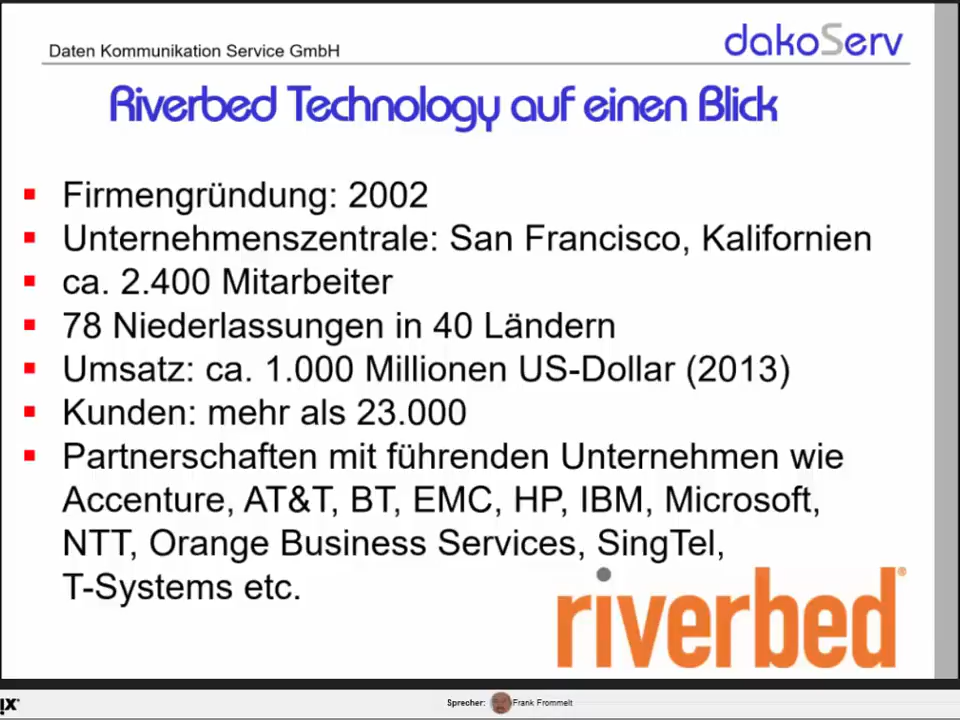 Daten Kommunikation Service GmbH
dakoServ
Riverbed Technology auf einen Blick
Firmengründung: 2002
Unternehmenszentrale: San Francisco, Kalifornien
ca. 2.400 Mitarbeiter
78 Niederlassungen in 40 Ländern
Umsatz: ca. 1.000 Millionen US-Dollar (2013)
Kunden: mehr als 23.000
Partnerschaften mit führenden Unternehmen wie
Accenture, AT&T, BT, EMC, HP, IBM, Microsoft,
NTT, Orange Business Services, SingTel,
T-Systems etc.
riverbed®
Sprecher: Frank Frommelt